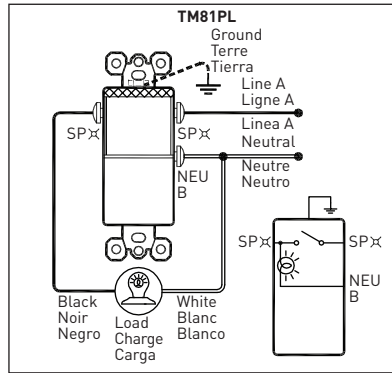 TM81PL
Ground
Terre
Tierra
Line A
Ligne A
Linea A
SP
SP
Neutral
Neutre
Neutro
NEU
B
Black
Noir
Negro
Load
Charge
Carga
White
Blanc
Blanco
SP
SP
NEU
B